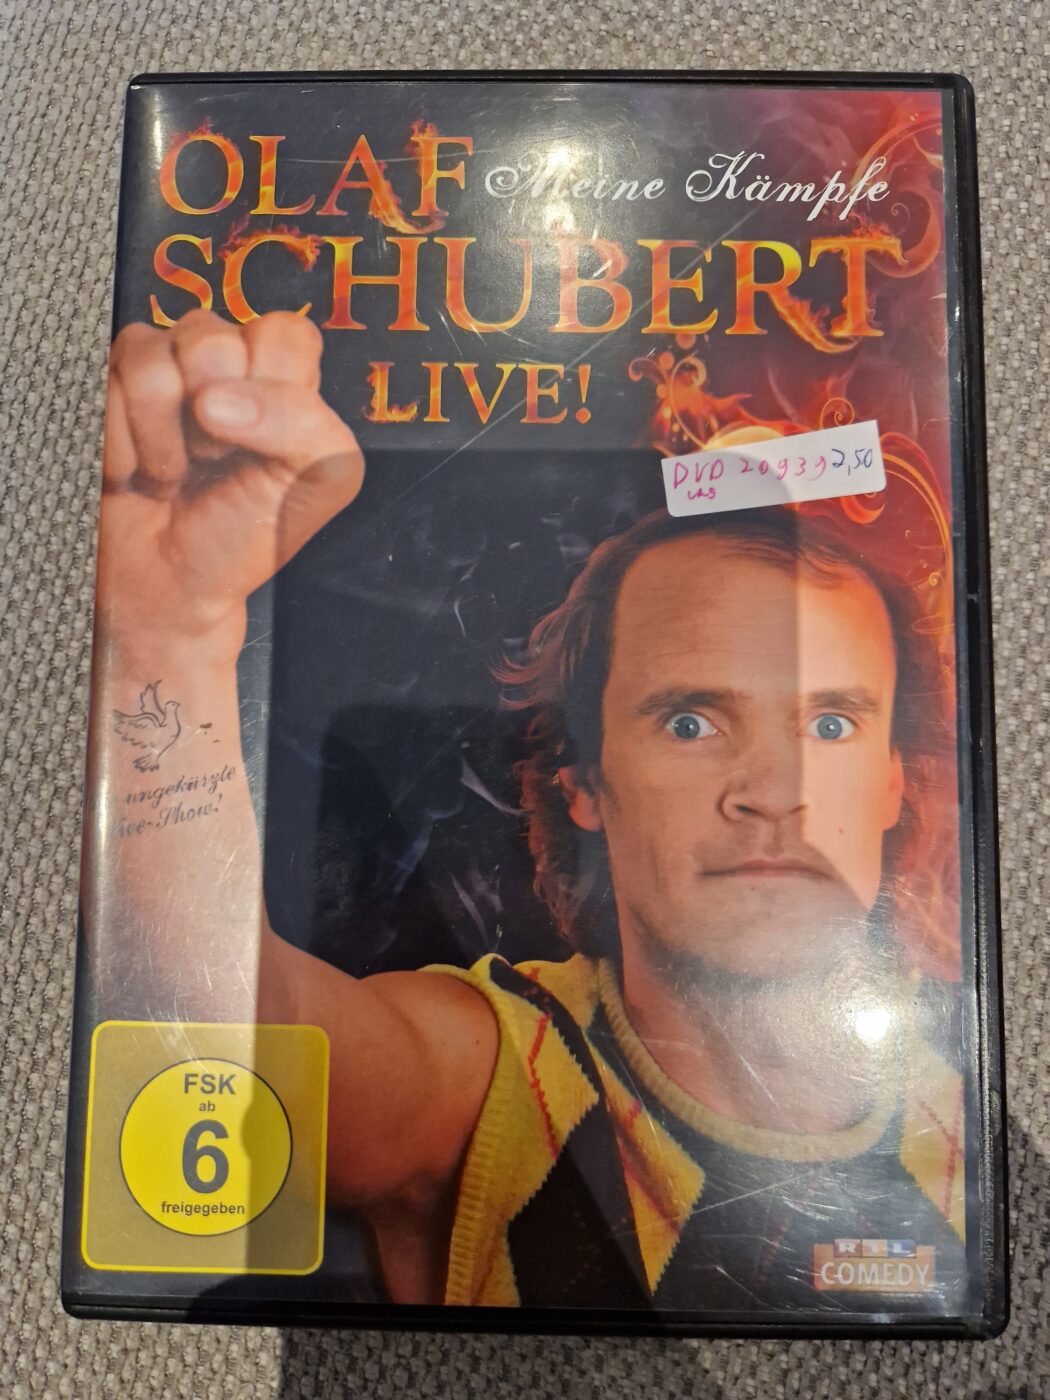 OLAF
Meine Kämpfe
SCHUBERT
LIVE!
DVD 20939 2,50
ungekürzte
Live-Show!
FSK
ab
6
freigegeben
RTL
COMEDY